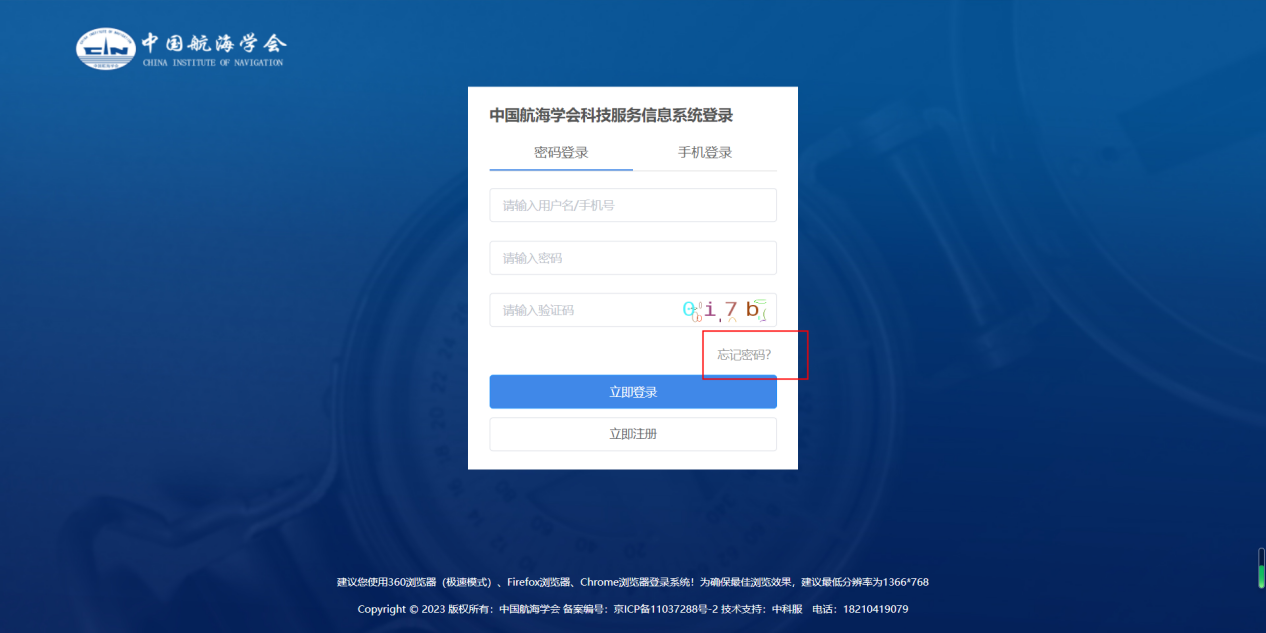 中国航海学会
CHINA INSTITUTE OF NAVIGATION
中国航海学会科技服务信息系统登录
密码登录 手机登录
请输入用户名/手机号
请输入密码
请输入验证码
忘记密码?
立即登录
立即注册
建议您使用360浏览器（极速模式）、Firefox浏览器、Chrome浏览器登录系统！为确保最佳浏览效果，建议最低分辨率为1366*768
Copyright © 2023 版权所有：中国航海学会 备案编号：京ICP备11037288号-2 技术支持：中科服 电话：18210419079